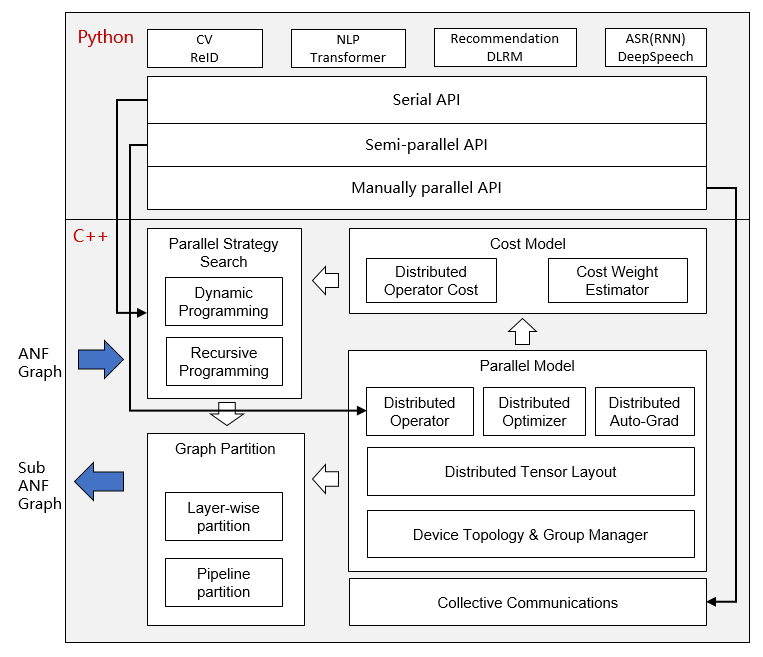 Python
CV
ReID
NLP
Transformer
Recommendation
DLRM
ASR(RNN)
DeepSpeech
Serial API
Semi-parallel API
Manually parallel API
C++
Parallel Strategy
Search
Dynamic
Programming
Recursive
Programming
Cost Model
Distributed
Operator Cost
Cost Weight
Estimator
ANF
Graph
Parallel Model
Distributed
Operator
Distributed
Optimizer
Distributed
Auto-Grad
Distributed Tensor Layout
Device Topology & Group Manager
Sub
ANF
Graph
Graph Partition
Layer-wise
partition
Pipeline
partition
Collective Communications